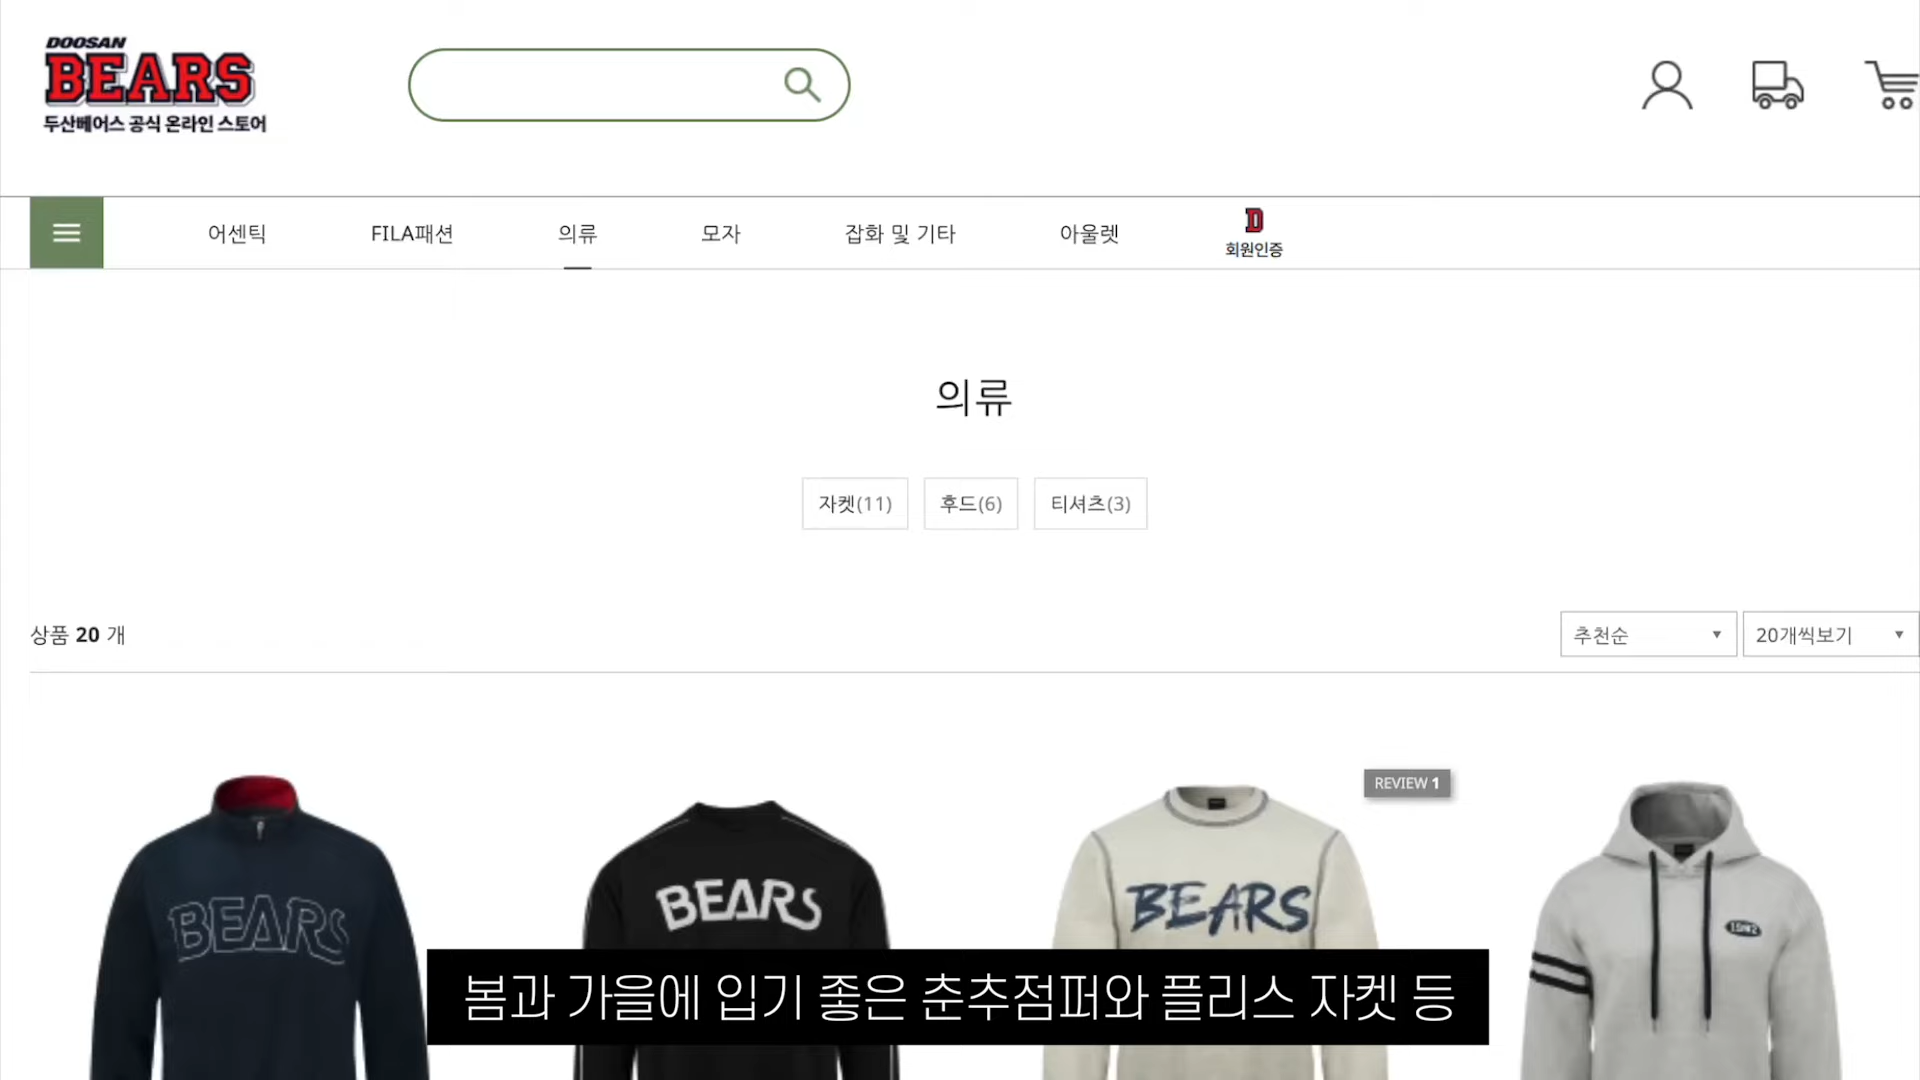 DOOSAN
BEARS
두산베어스 공식 온라인 스토어
어센틱
FILA패션
의류
모자
잡화 및 기타
아울렛
D
회원인증
의류
자켓(11)
후드(6)
티셔츠(3)
상품 20 개
추천순
20개씩보기
REVIEW 1
BEARS
BEARS
BEARS
1982
봄과 가을에 입기 좋은 춘추점퍼와 플리스 자켓 등